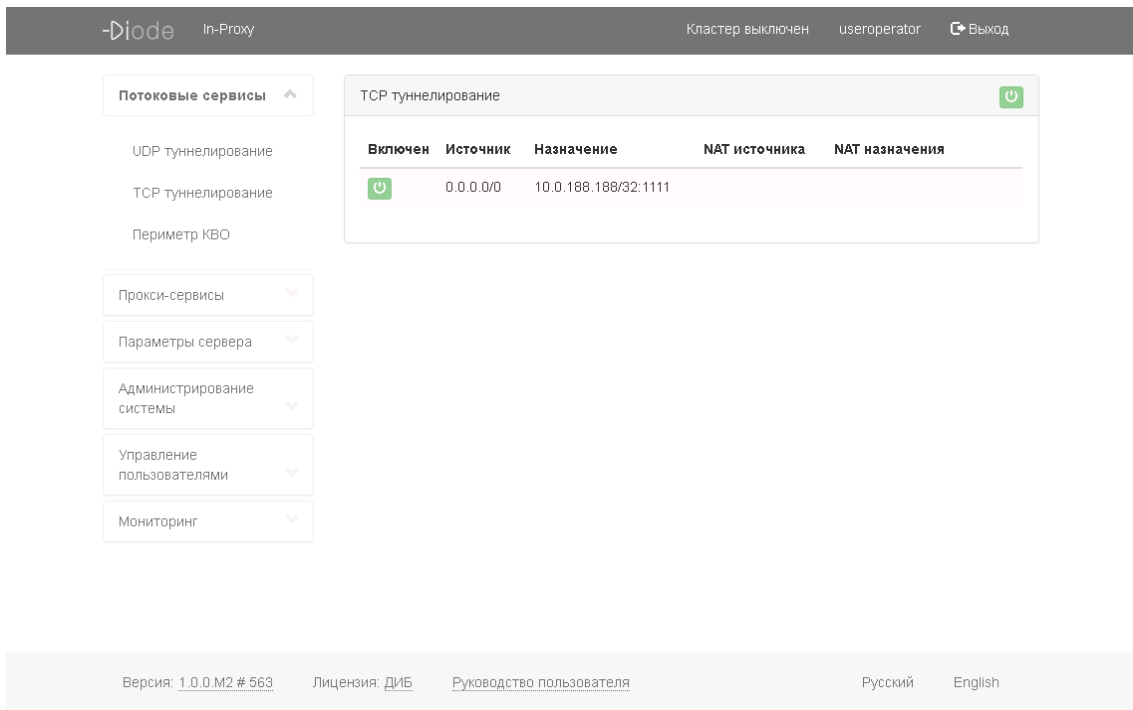 -Diode In-Proxy Кластер выключен useroperator Выход
Потоковые сервисы
UDP туннелирование
TCP туннелирование
Периметр КВО
Прокси-сервисы
Параметры сервера
Администрирование
системы
Управление
пользователями
Мониторинг
TCP туннелирование
Включен Источник Назначение NAT источника NAT назначения
0.0.0.0/0 10.0.188.188/32:1111
Версия: 1.0.0.M2 # 563 Лицензия: ДИБ Руководство пользователя Русский English